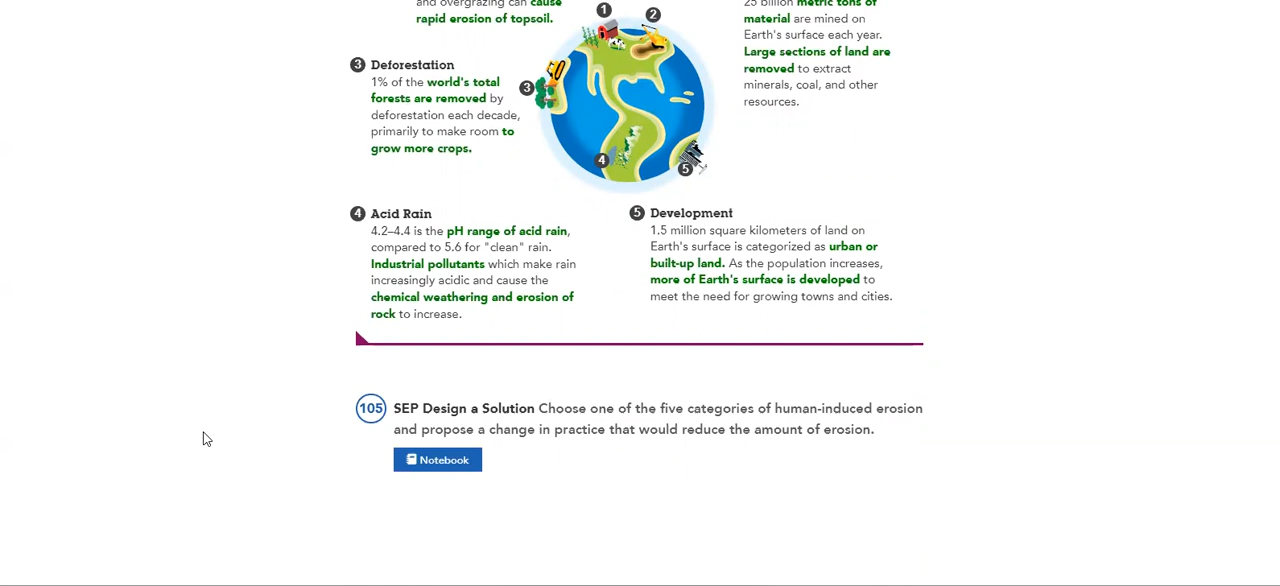 and overgrazing can cause
rapid erosion of topsoil.
1
2
25 billion metric tons of
material are mined on
Earth's surface each year.
Large sections of land are
removed to extract
minerals, coal, and other
resources.
3 Deforestation
1% of the world's total
forests are removed by
deforestation each decade,
primarily to make room to
grow more crops.
3
4
5
4 Acid Rain
4.2–4.4 is the pH range of acid rain,
compared to 5.6 for "clean" rain.
Industrial pollutants which make rain
increasingly acidic and cause the
chemical weathering and erosion of
rock to increase.
5 Development
1.5 million square kilometers of land on
Earth's surface is categorized as urban or
built-up land. As the population increases,
more of Earth's surface is developed to
meet the need for growing towns and cities.
105 SEP Design a Solution Choose one of the five categories of human-induced erosion
and propose a change in practice that would reduce the amount of erosion.
Notebook